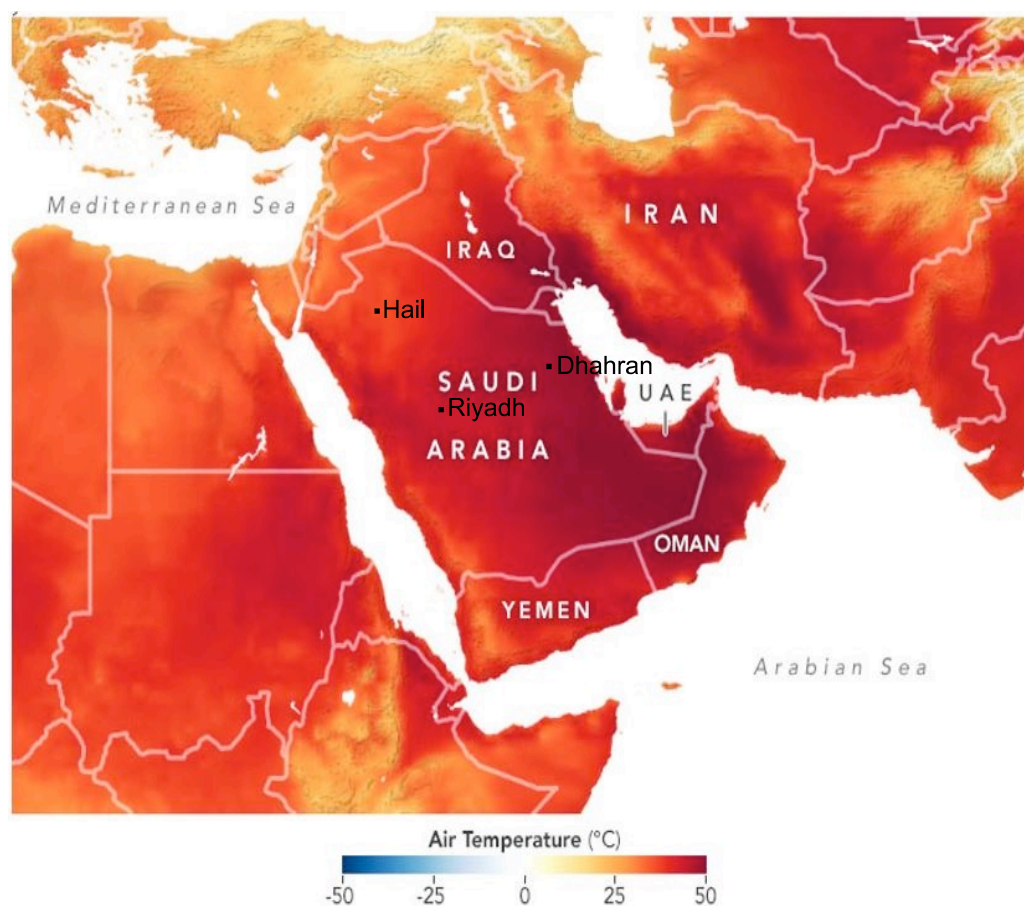 Mediterranean Sea
IRAN
IRAQ
Hail
Dhahran
SAUDI
UAE
Riyadh
ARABIA
OMAN
YEMEN
Arabian Sea
Air Temperature (°C)
-50 -25 0 25 50